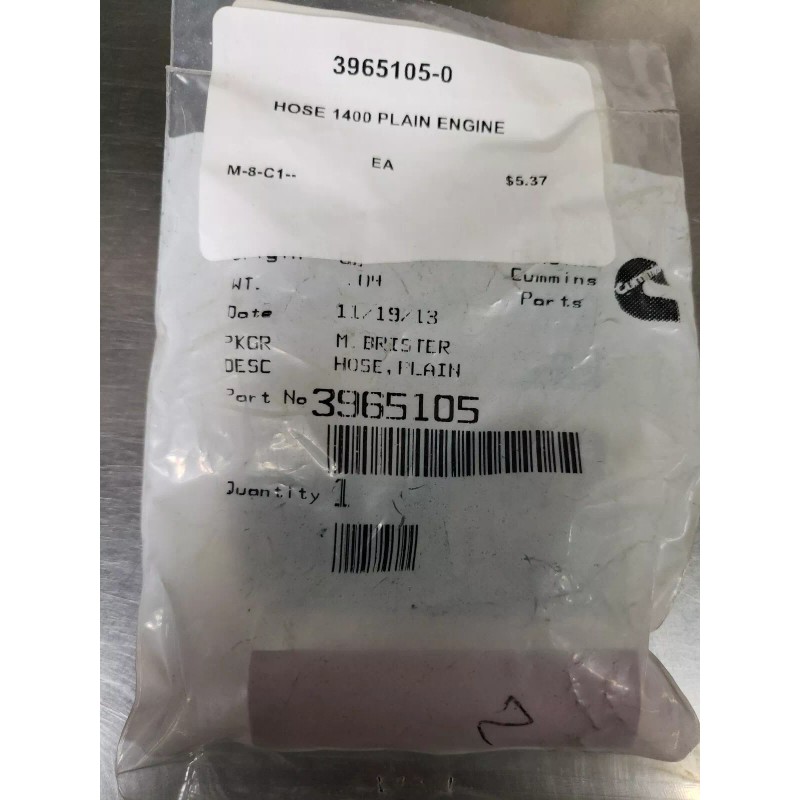 3965105-0
HOSE 1400 PLAIN ENGINE
EA
M-8-C1-- $5.37
Cummins
WT. .04
Parts
Date 11/19/13
PKGR M. BRISTER
DESC HOSE, PLAIN
Part No 3965105
Quantity 1